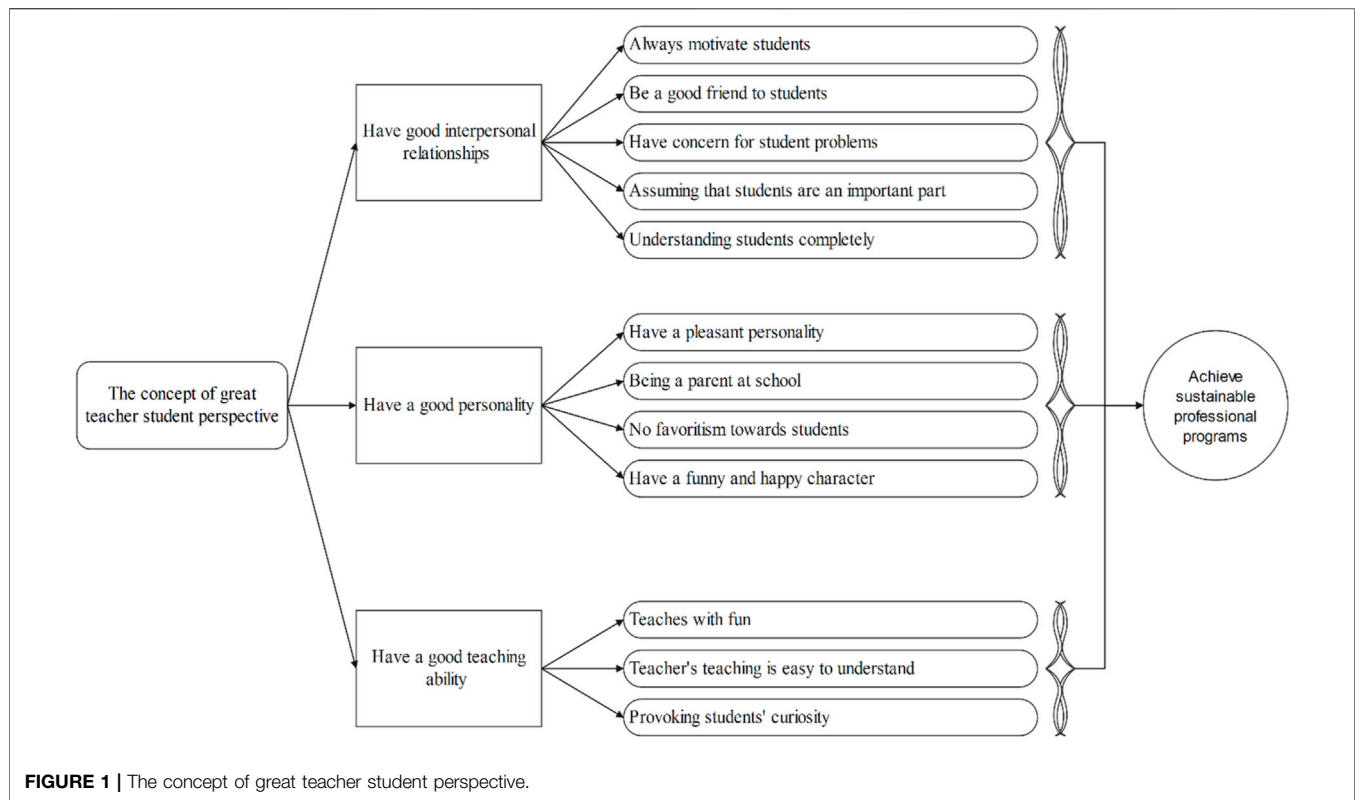 The concept of great
teacher student perspective
Have good interpersonal
relationships
Always motivate students
Be a good friend to students
Have concern for student problems
Assuming that students are an important part
Understanding students completely
Have a good personality
Have a pleasant personality
Being a parent at school
No favoritism towards students
Have a funny and happy character
Have a good teaching
ability
Teaches with fun
Teacher's teaching is easy to understand
Provoking students' curiosity
Achieve
sustainable
professional
programs
FIGURE 1 | The concept of great teacher student perspective.